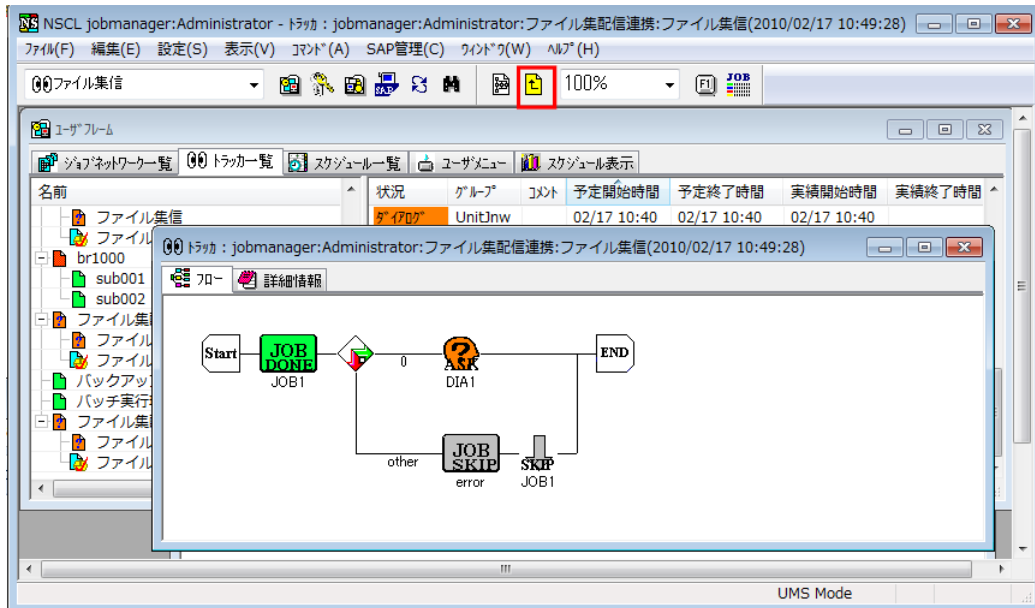 NSCL jobmanager:Administrator - ﾄﾗｯｶ : jobmanager:Administrator:ファイル集配信連携:ファイル集信(2010/02/17 10:49:28)
ﾌｧｲﾙ(F) 編集(E) 設定(S) 表示(V) ｺﾏﾝﾄﾞ(A) SAP管理(C) ｳｨﾝﾄﾞｳ(W) ﾍﾙﾌﾟ(H)
ファイル集信
100%
F1
JOB
ﾕｰｻﾞﾌﾚｰﾑ
ｼﾞｮﾌﾞﾈｯﾄﾜｰｸ一覧 ﾄﾗｯｶ一覧 ｽｹｼﾞｭｰﾙ一覧 ﾕｰｻﾞﾒﾆｭｰ ｽｹｼﾞｭｰﾙ表示
名前 状況 ｸﾞﾙｰﾌﾟ ｺﾒﾝﾄ 予定開始時間 予定終了時間 実績開始時間 実績終了時間
ファイル集信 ﾀﾞｲｱﾛｸﾞ UnitJnw 02/17 10:40 02/17 10:40 02/17 10:40
ファイル
br1000
sub001
sub002
ファイル集
ファイル
ファイル
バックアッ
バッチ実行
ファイル集
ファイル
ファイル
ﾄﾗｯｶ : jobmanager:Administrator:ファイル集配信連携:ファイル集信(2010/02/17 10:49:28)
ﾌﾛｰ 詳細情報
Start
JOB DONE
JOB1
0
ASK
DIA1
END
other
JOB SKIP
error
SKIP
JOB1
UMS Mode